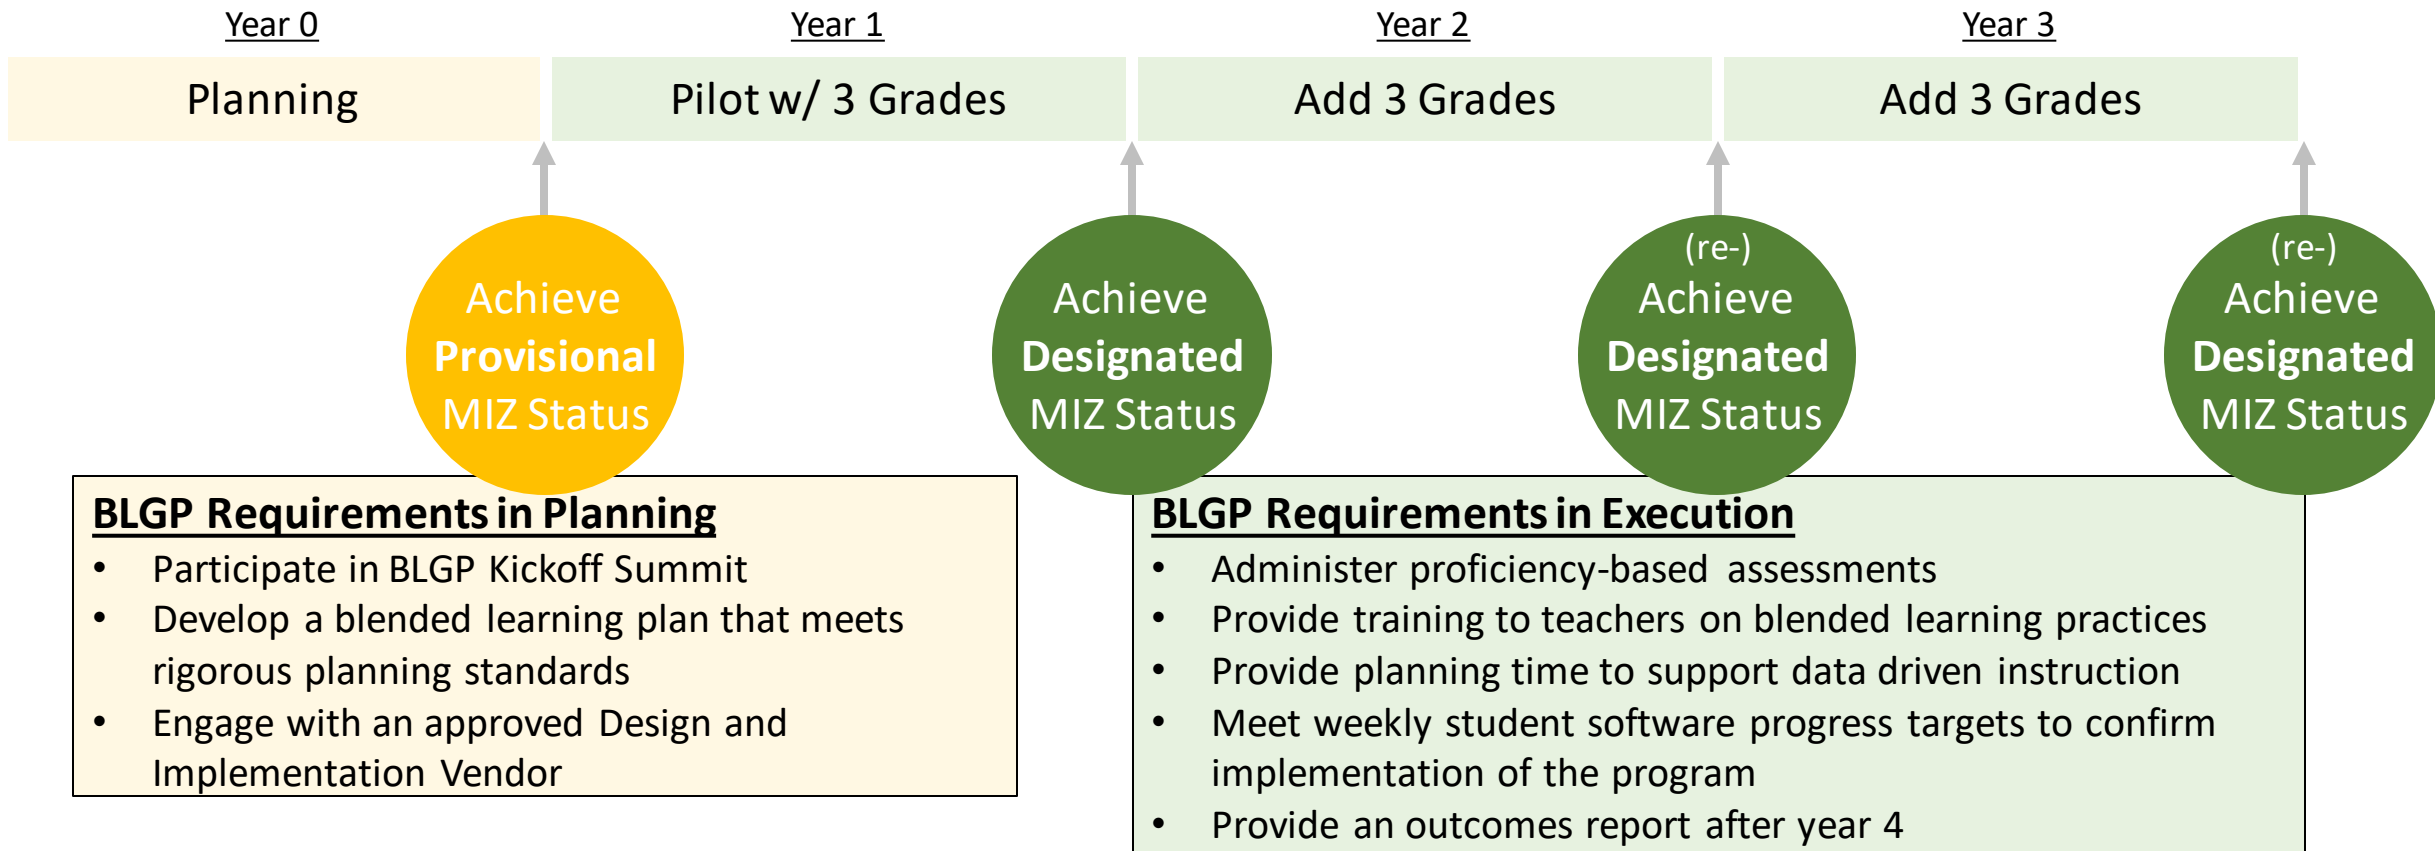 Year 0
Year 1
Year 2
Year 3
Planning
Pilot w/ 3 Grades
Add 3 Grades
Add 3 Grades
Achieve
Provisional
MIZ Status
Achieve
Designated
MIZ Status
(re-)
Achieve
Designated
MIZ Status
(re-)
Achieve
Designated
MIZ Status
BLGP Requirements in Planning
• Participate in BLGP Kickoff Summit
• Develop a blended learning plan that meets
rigorous planning standards
• Engage with an approved Design and
Implementation Vendor
BLGP Requirements in Execution
• Administer proficiency-based assessments
• Provide training to teachers on blended learning practices
• Provide planning time to support data driven instruction
• Meet weekly student software progress targets to confirm
implementation of the program
• Provide an outcomes report after year 4